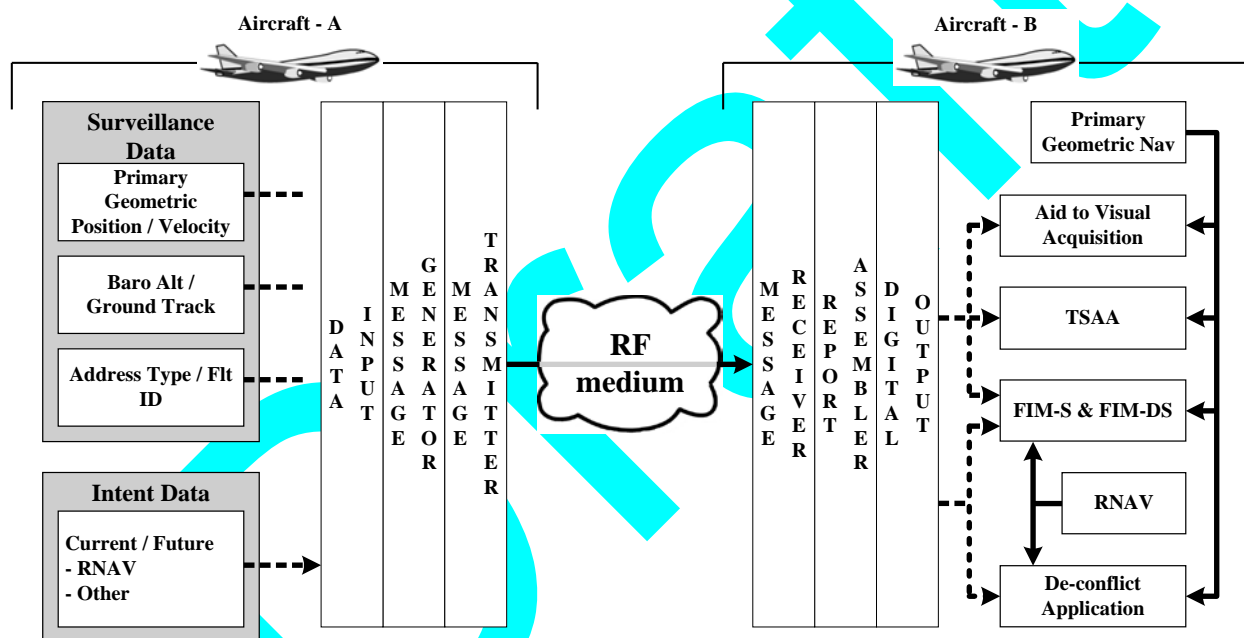 Aircraft - A
Surveillance
Data
Primary
Geometric
Position / Velocity
Baro Alt /
Ground Track
Address Type / Flt
ID
Intent Data
Current / Future
- RNAV
- Other
DATA
INPUT
MESSAGE
GENERATOR
MESSAGE
TRANSMITTER
RF
medium
Aircraft - B
MESSAGE
RECEIVER
REPORT
ASSEMBLER
DIGITAL
OUTPUT
Primary
Geometric Nav
Aid to Visual
Acquisition
TSAA
FIM-S & FIM-DS
RNAV
De-conflict
Application